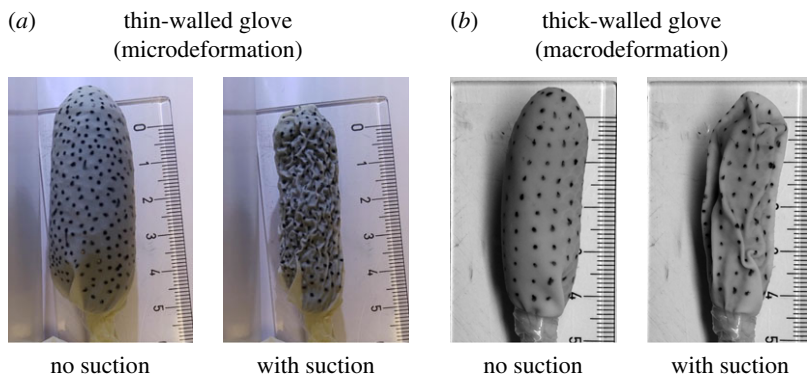 (a) thin-walled glove
(microdeformation)
(b) thick-walled glove
(macrodeformation)
0
1
2
3
4
5
0
1
2
3
4
5
no suction
with suction
no suction
with suction